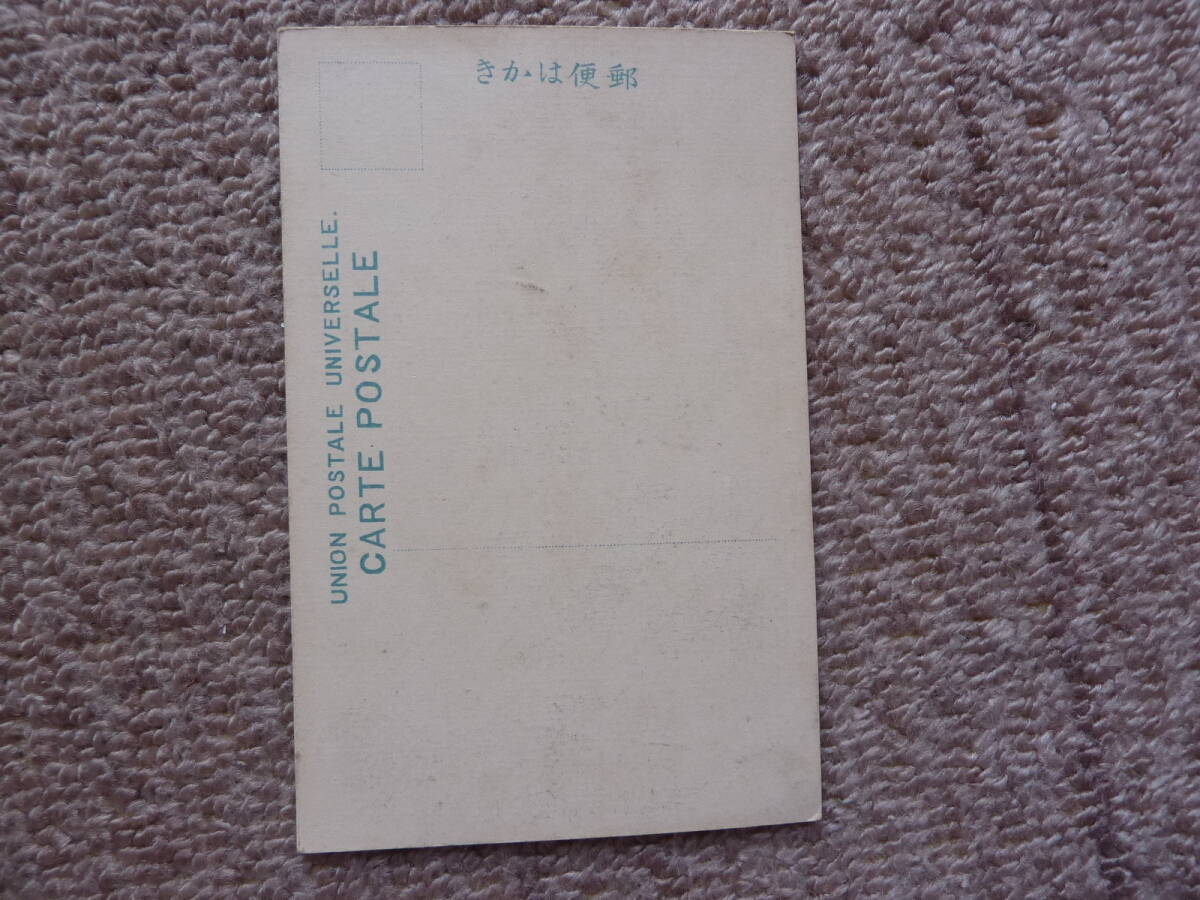 郵便はかき
UNION POSTALE UNIVERSELLE.
CARTE POSTALE